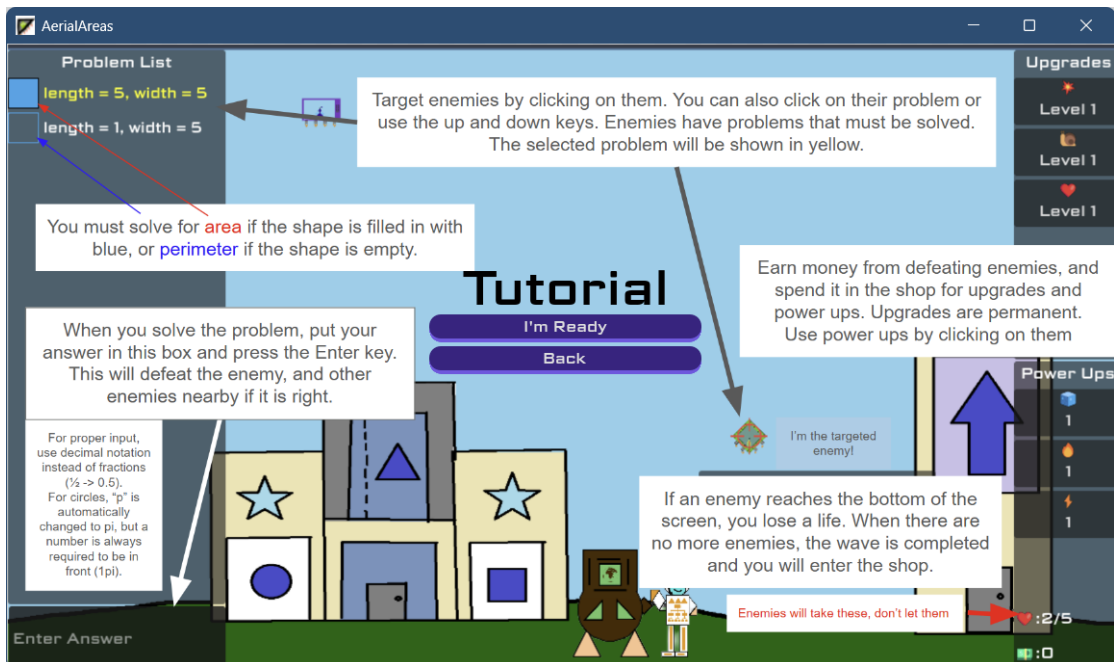 AerialAreas
Problem List
length = 5, width = 5
length = 1, width = 5
Target enemies by clicking on them. You can also click on their problem or
use the up and down keys. Enemies have problems that must be solved.
The selected problem will be shown in yellow.
Upgrades
Level 1
Level 1
Level 1
You must solve for area if the shape is filled in with
blue, or perimeter if the shape is empty.
Tutorial
I'm Ready
Back
Earn money from defeating enemies, and
spend it in the shop for upgrades and
power ups. Upgrades are permanent.
Use power ups by clicking on them
When you solve the problem, put your
answer in this box and press the Enter key.
This will defeat the enemy, and other
enemies nearby if it is right.
Power Ups
1
1
1
For proper input,
use decimal notation
instead of fractions
(½ -> 0.5).
For circles, "p" is
automatically
changed to pi, but a
number is always
required to be in
front (1pi).
I'm the targeted
enemy!
If an enemy reaches the bottom of the
screen, you lose a life. When there are
no more enemies, the wave is completed
and you will enter the shop.
Enemies will take these, don't let them
:2/5
Enter Answer
:0